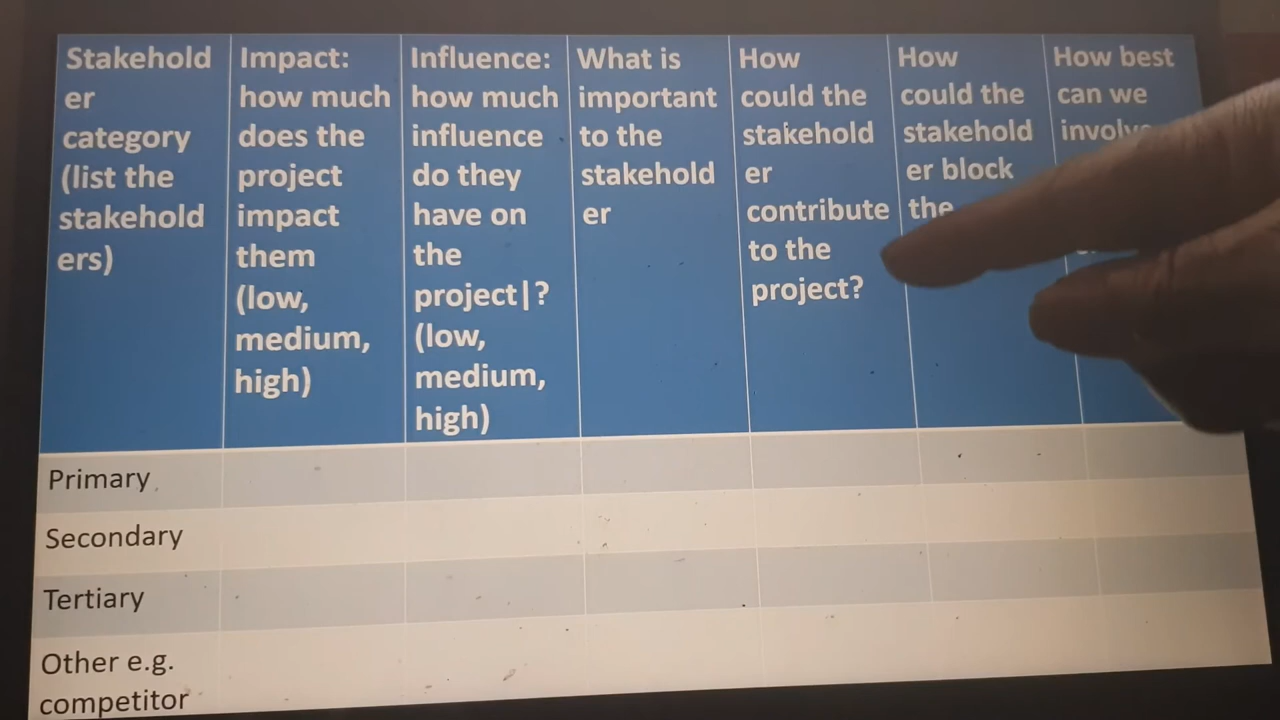 Stakehold
er
category
(list the
stakehold
ers)
Impact:
how much
does the
project
impact
them
(low,
medium,
high)
Influence:
how much
influence
do they
have on
the
project|?
(low,
medium,
high)
What is
important
to the
stakehold
er
How
could the
stakehold
er
contribute
to the
project?
How
could the
stakehold
er block
the
How best
can we
Primary
Secondary
Tertiary
Other e.g.
competitor